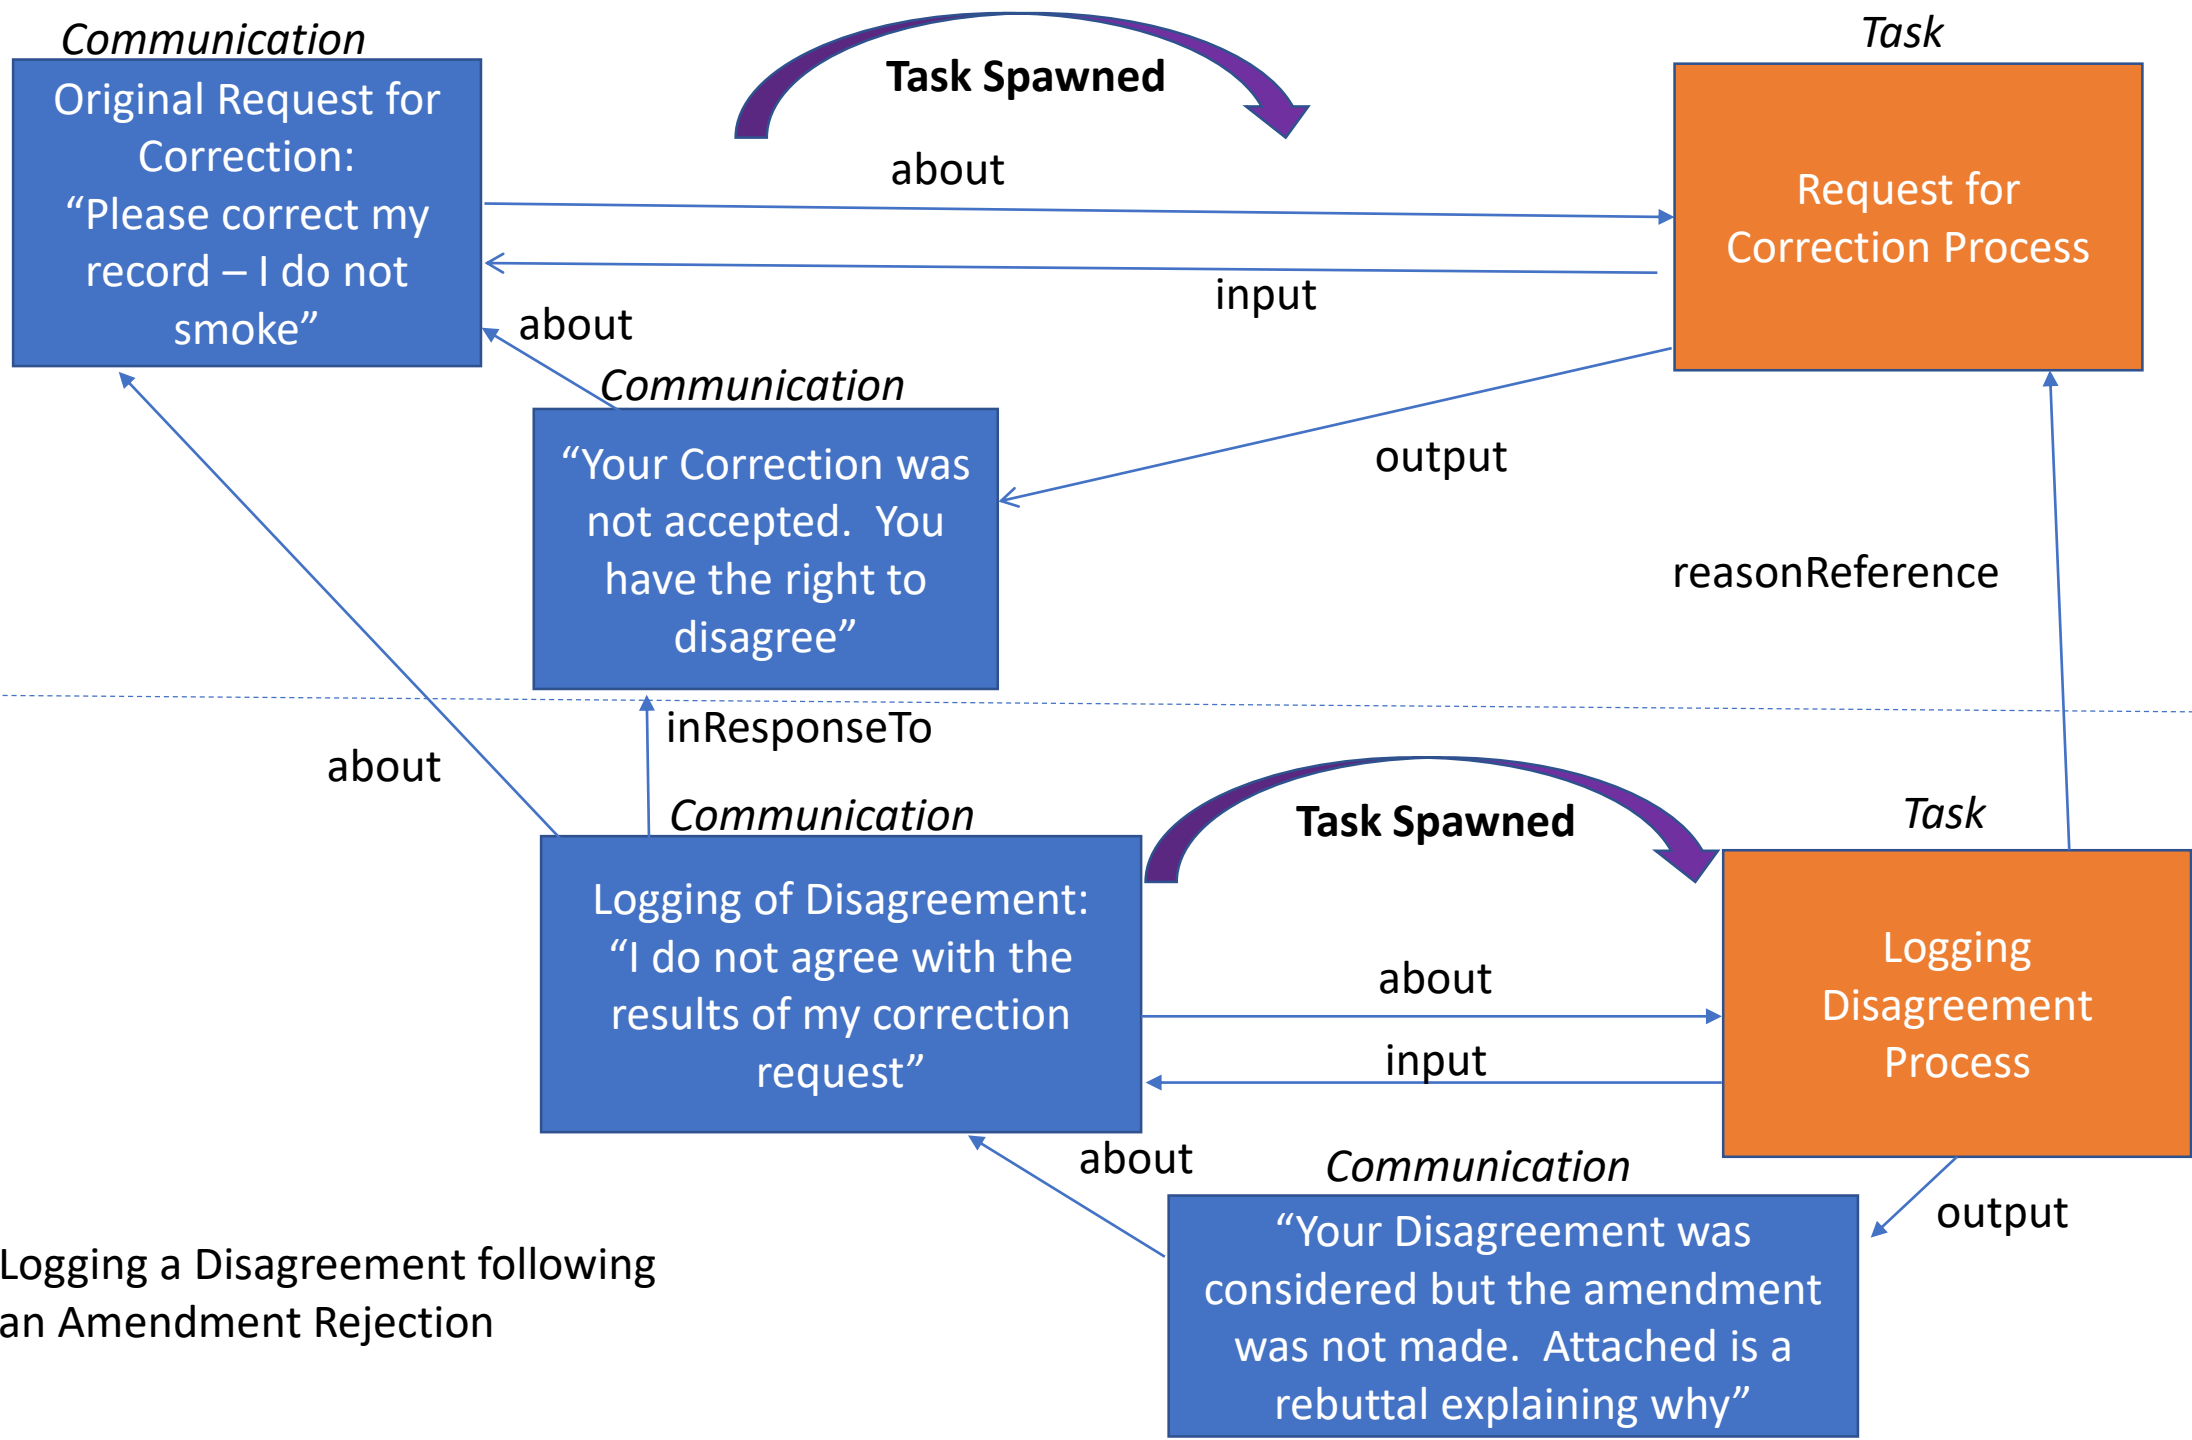 Communication
Task
Task Spawned
Original Request for
Correction:
“Please correct my
record – I do not
smoke”
about
Request for
Correction Process
input
about
Communication
“Your Correction was
not accepted.  You
have the right to
disagree”
output
reasonReference
inResponseTo
about
Communication
Task Spawned
Task
Logging of Disagreement:
“I do not agree with the
results of my correction
request”
about
input
Logging
Disagreement
Process
about
Communication
output
“Your Disagreement was
considered but the amendment
was not made.  Attached is a
rebuttal explaining why”
Logging a Disagreement following
an Amendment Rejection